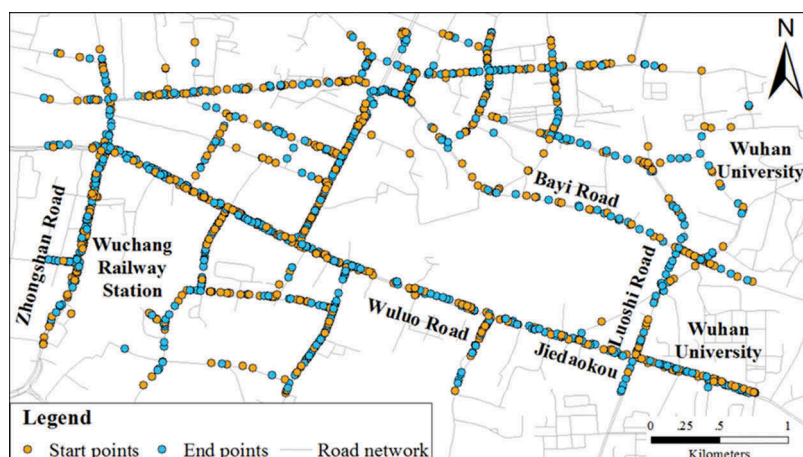 N
Wuhan
University
Bayi Road
Zhongshan Road
Wuchang
Railway
Station
Luoshi Road
Wuluo Road
Jiedaokou
Wuhan
University
Legend
Start points
End points
Road network
0 .25 .5 1
Kilometers